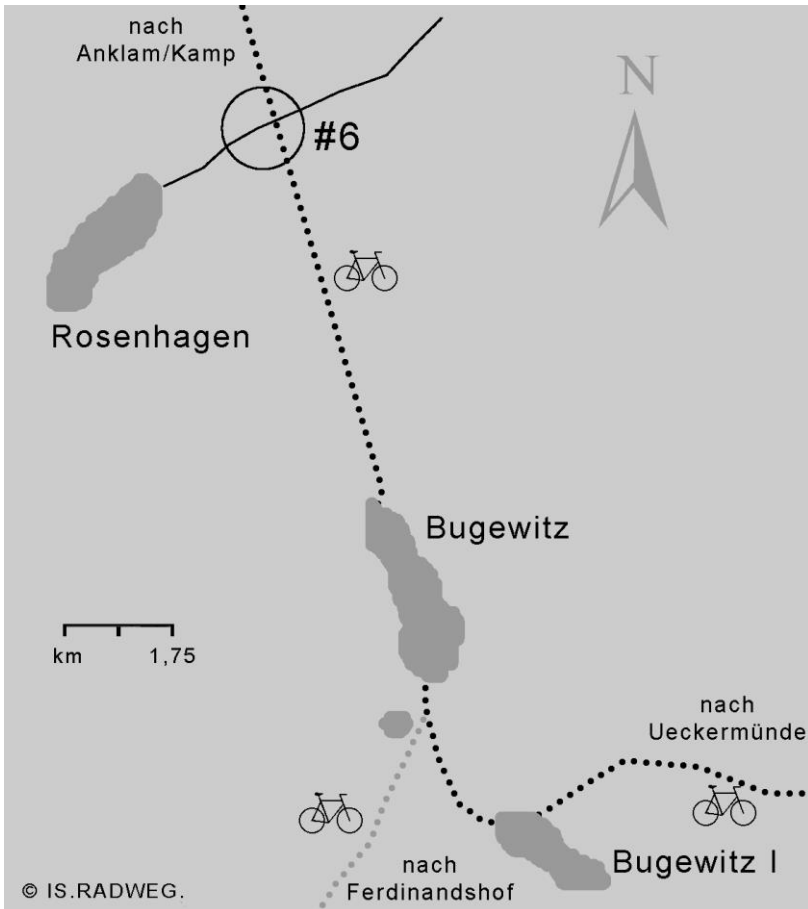 nach
Anklam/Kamp
N
#6
Rosenhagen
Bugewitz
km 1,75
nach
Ueckermünde
Bugewitz I
nach
Ferdinandshof
© IS.RADWEG.